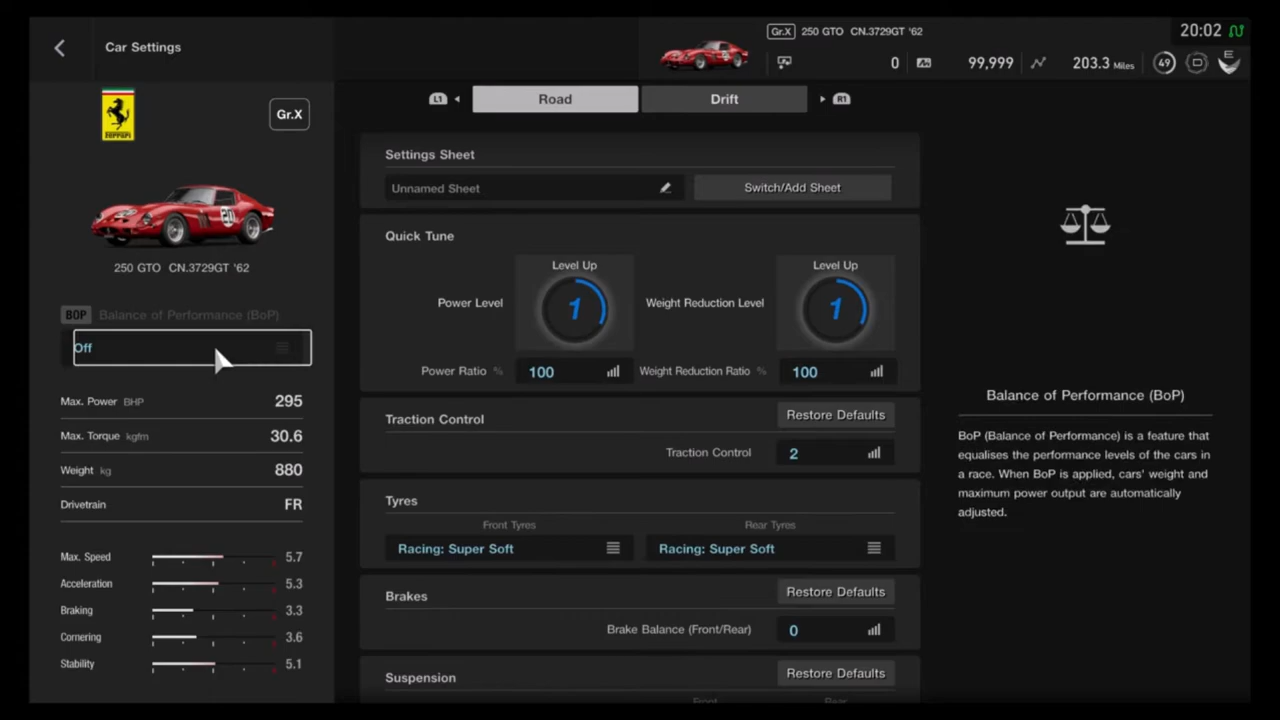 Car Settings
Gr.X 250 GTO CN.3729GT '62
20:02
0
99,999
203.3 Miles
49
D
E
Ferrari
Gr.X
21
250 GTO CN.3729GT '62
BOP Balance of Performance (BoP)
Off
Max. Power BHP 295
Max. Torque kgfm 30.6
Weight kg 880
Drivetrain FR
Max. Speed 5.7
Acceleration 5.3
Braking 3.3
Cornering 3.6
Stability 5.1
L1 Road Drift R1
Settings Sheet
Unnamed Sheet Switch/Add Sheet
Quick Tune
Level Up Level Up
Power Level 1 Weight Reduction Level 1
Power Ratio % 100 Weight Reduction Ratio % 100
Traction Control Restore Defaults
Traction Control 2
Tyres
Front Tyres Rear Tyres
Racing: Super Soft Racing: Super Soft
Brakes Restore Defaults
Brake Balance (Front/Rear) 0
Suspension Restore Defaults
Front Rear
Balance of Performance (BoP)
BoP (Balance of Performance) is a feature that
equalises the performance levels of the cars in
a race. When BoP is applied, cars' weight and
maximum power output are automatically
adjusted.